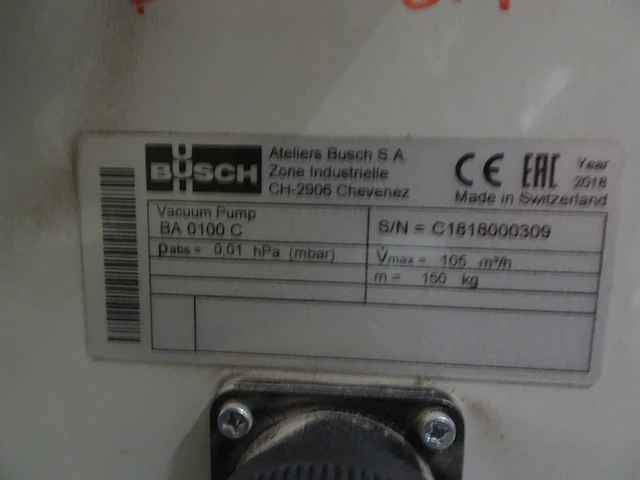 BUSCH
Ateliers Busch S.A.
Zone Industrielle
CH-2906 Chevenez
CE EAC
Year
2018
Made in Switzerland
Vacuum Pump
BA 0100 C
S/N = C1818000309
pabs = 0,01 hPa (mbar)
V̇max = 105 m³/h
m = 150 kg